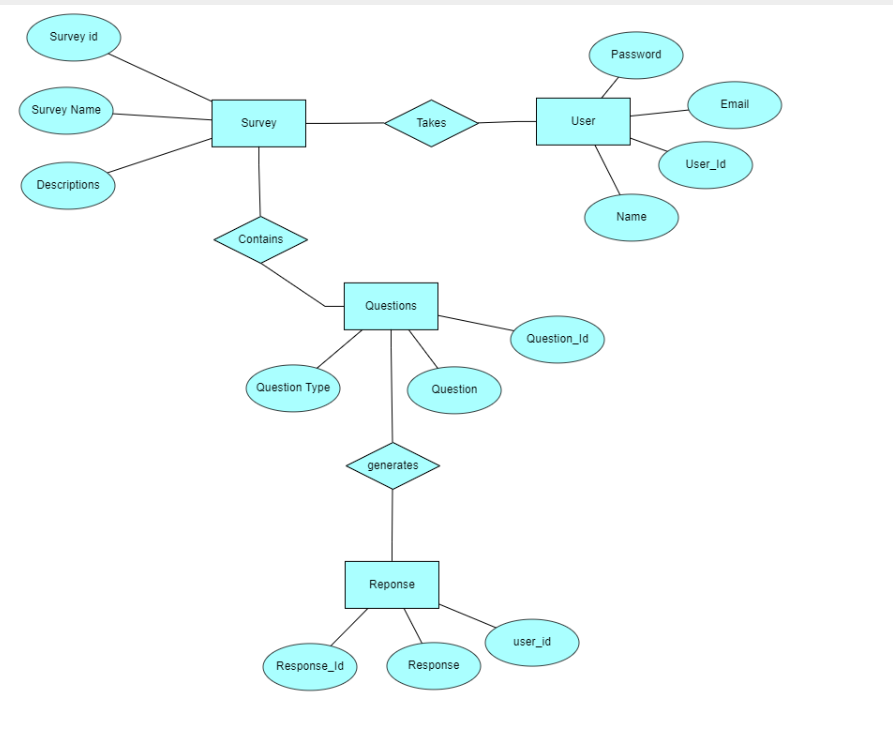 Survey id
Password
Email
Survey Name
Survey
Takes
User
User_Id
Descriptions
Name
Contains
Questions
Question_Id
Question Type
Question
generates
Reponse
user_id
Response_Id
Response